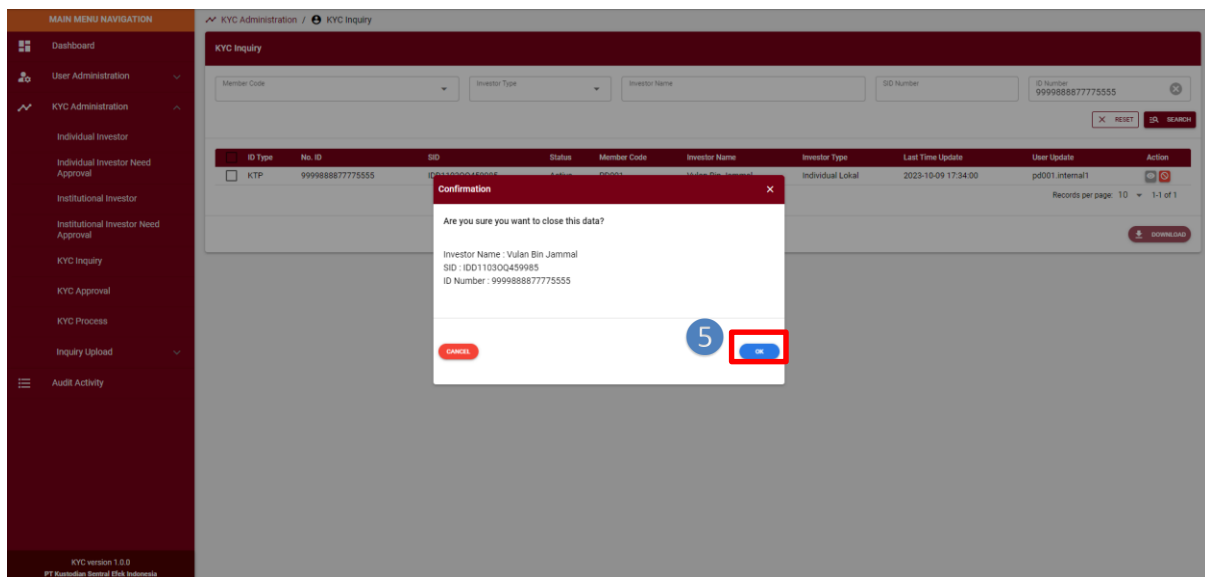 MAIN MENU NAVIGATION
Dashboard
User Administration
KYC Administration
Individual Investor
Individual Investor Need
Approval
Institutional Investor
Institutional Investor Need
Approval
KYC Inquiry
KYC Approval
KYC Process
Inquiry Upload
Audit Activity
KYC version 1.0.0
PT Kustodian Sentral Efek Indonesia
KYC Administration / KYC Inquiry
KYC Inquiry
Member Code
Investor Type
Investor Name
SID Number
ID Number
9999888877775555
RESET SEARCH
ID Type No. ID SID Status Member Code Investor Name Investor Type Last Time Update User Update Action
KTP 9999888877775555 Individual Lokal 2023-10-09 17:34:00 pd001.internal1
Records per page: 10 1-1 of 1
DOWNLOAD
Confirmation
Are you sure you want to close this data?
Investor Name : Vulan Bin Jammal
SID : IDD1103OQ459985
ID Number : 9999888877775555
5
CANCEL OK